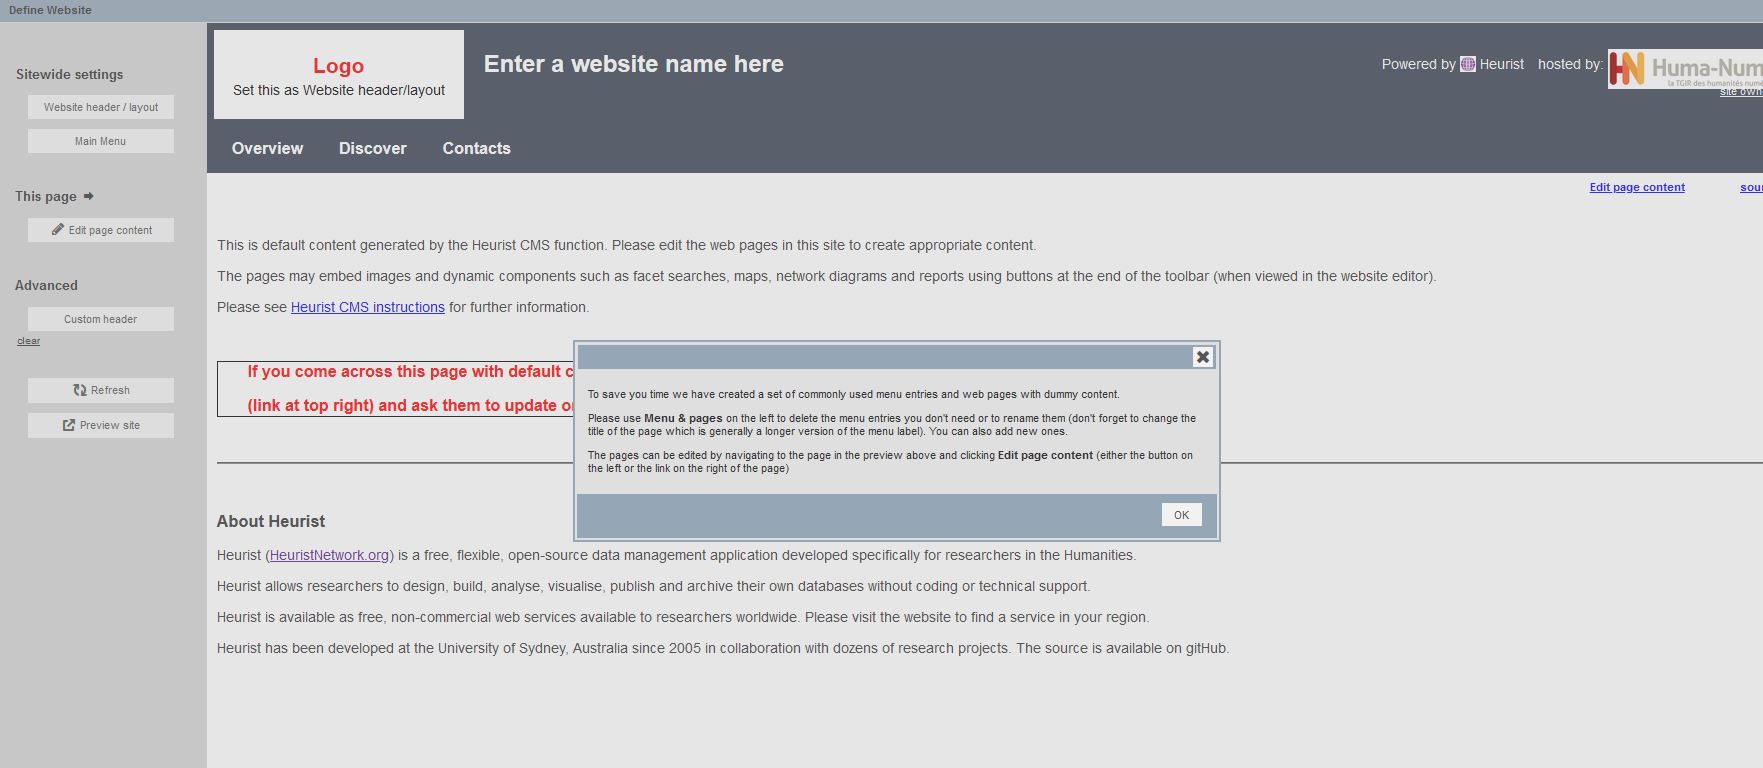 Define Website
Sitewide settings
Website header / layout
Main Menu
This page
Edit page content
Advanced
Custom header
clear
Refresh
Preview site
Logo
Set this as Website header/layout
Enter a website name here
Powered by Heurist hosted by:
HN Huma-Num
la TGIR des humanités numé
site own
Overview Discover Contacts
Edit page content sou
This is default content generated by the Heurist CMS function. Please edit the web pages in this site to create appropriate content.
The pages may embed images and dynamic components such as facet searches, maps, network diagrams and reports using buttons at the end of the toolbar (when viewed in the website editor).
Please see Heurist CMS instructions for further information.
If you come across this page with default c
(link at top right) and ask them to update or
To save you time we have created a set of commonly used menu entries and web pages with dummy content.
Please use Menu & pages on the left to delete the menu entries you don't need or to rename them (don't forget to change the
title of the page which is generally a longer version of the menu label). You can also add new ones.
The pages can be edited by navigating to the page in the preview above and clicking Edit page content (either the button on
the left or the link on the right of the page)
OK
About Heurist
Heurist (HeuristNetwork.org) is a free, flexible, open-source data management application developed specifically for researchers in the Humanities.
Heurist allows researchers to design, build, analyse, visualise, publish and archive their own databases without coding or technical support.
Heurist is available as free, non-commercial web services available to researchers worldwide. Please visit the website to find a service in your region.
Heurist has been developed at the University of Sydney, Australia since 2005 in collaboration with dozens of research projects. The source is available on gitHub.